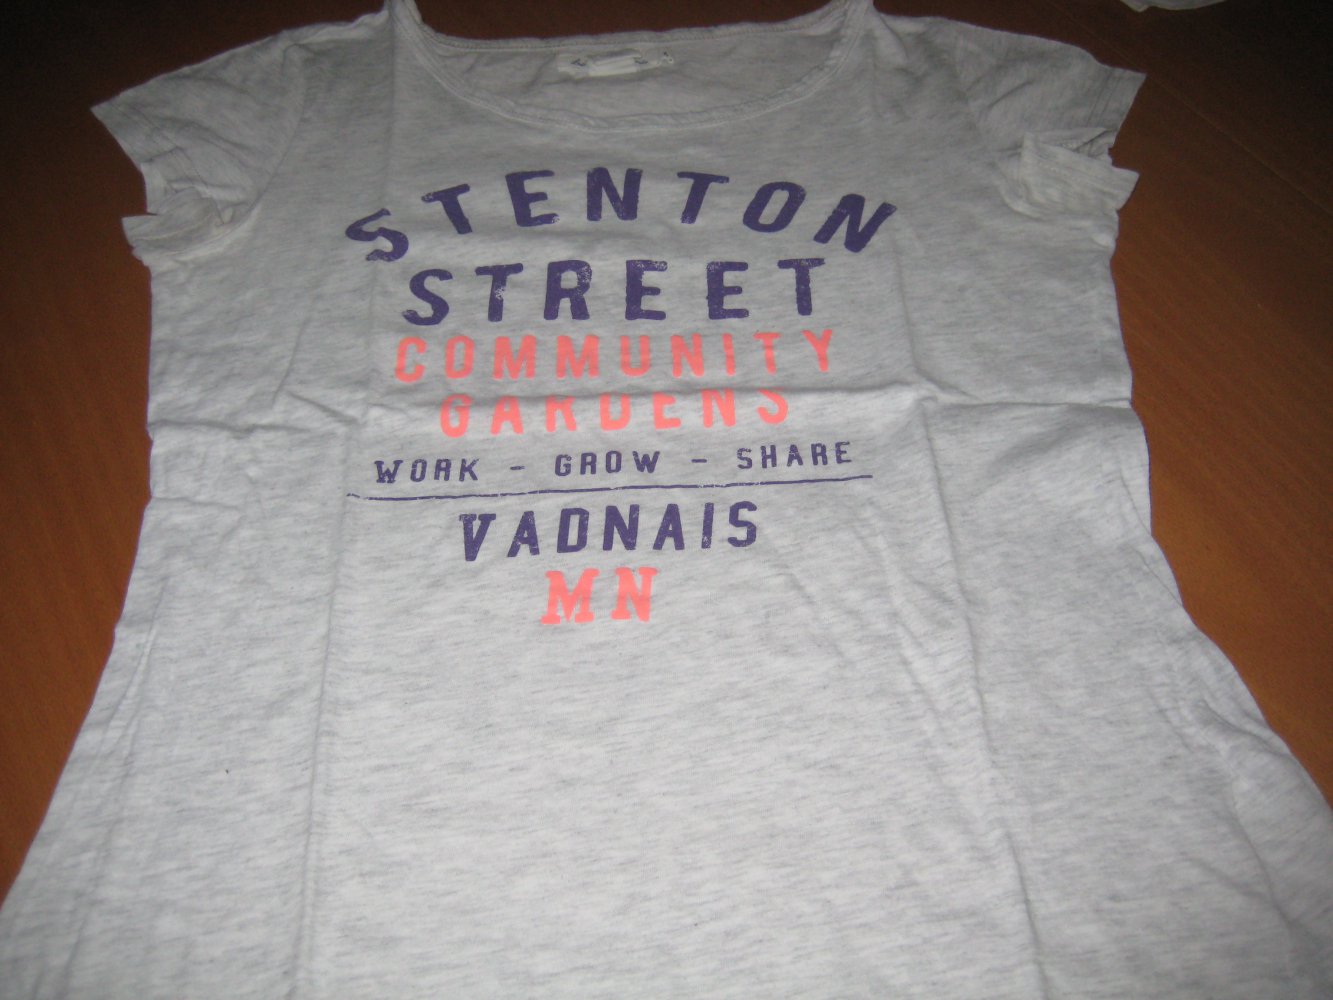 STENTON
STREET
COMMUNITY
GARDENS
WORK - GROW - SHARE
VADNAIS
MN